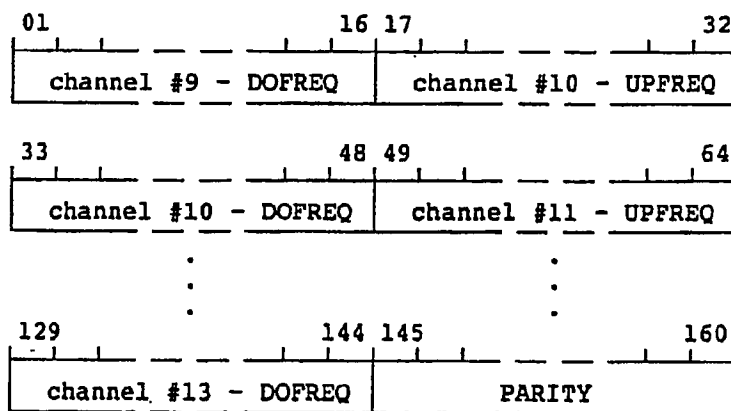 01 16 17 32
channel #9 - DOFREQ channel #10 - UPFREQ
33 48 49 64
channel #10 - DOFREQ channel #11 - UPFREQ
129 144 145 160
channel #13 - DOFREQ PARITY